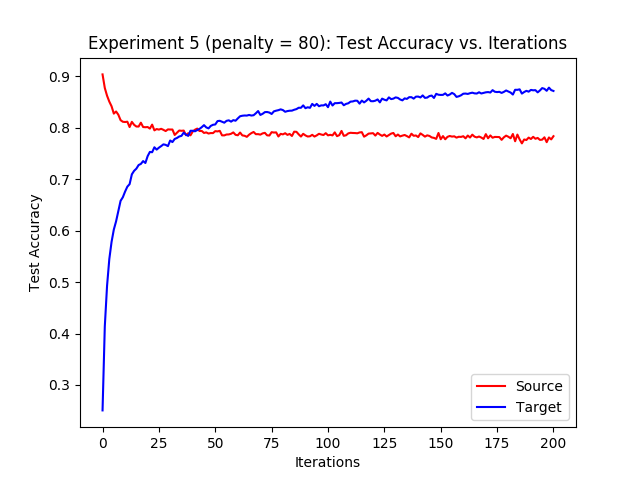 Experiment 5 (penalty = 80): Test Accuracy vs. Iterations
Test Accuracy
0.9
0.8
0.7
0.6
0.5
0.4
0.3
Source
Target
0 25 50 75 100 125 150 175 200
Iterations